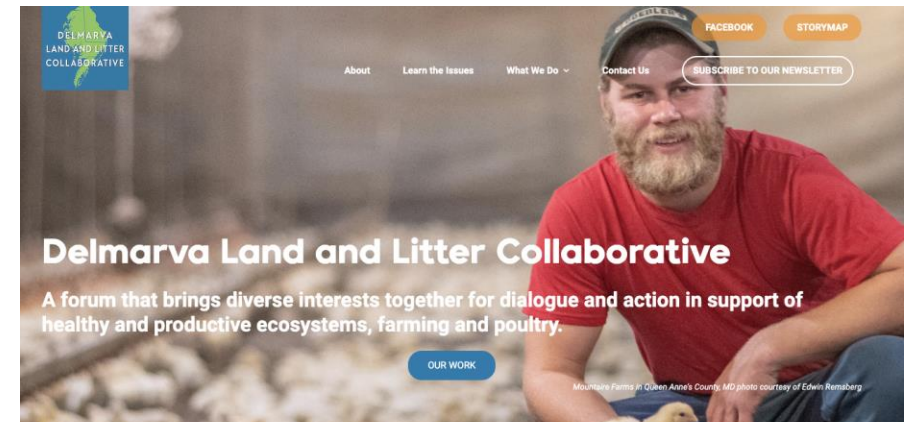 DELMARVA
LAND AND LITTER
COLLABORATIVE
FACEBOOK
STORYMAP
About
Learn the Issues
What We Do
Contact Us
SUBSCRIBE TO OUR NEWSLETTER
Delmarva Land and Litter Collaborative
A forum that brings diverse interests together for dialogue and action in support of
healthy and productive ecosystems, farming and poultry.
OUR WORK
Mountaire Farms in Queen Anne's County, MD photo courtesy of Edwin Remsberg